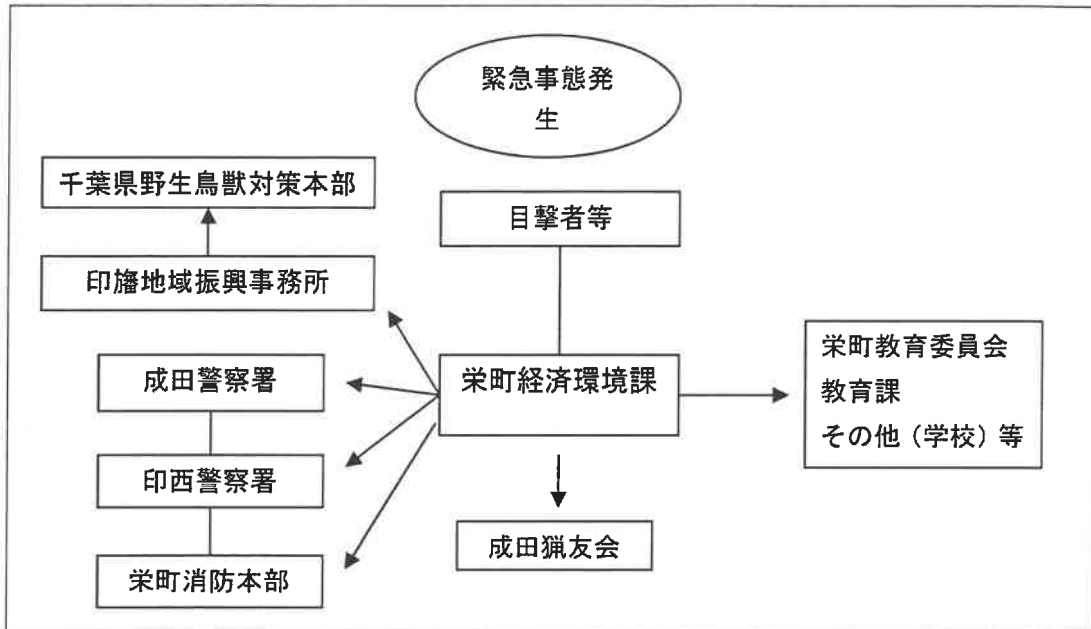 緊急事態発
生
千葉県野生鳥獣対策本部
目撃者等
印旛地域振興事務所
栄町教育委員会
教育課
その他（学校）等
成田警察署
栄町経済環境課
印西警察署
成田猟友会
栄町消防本部